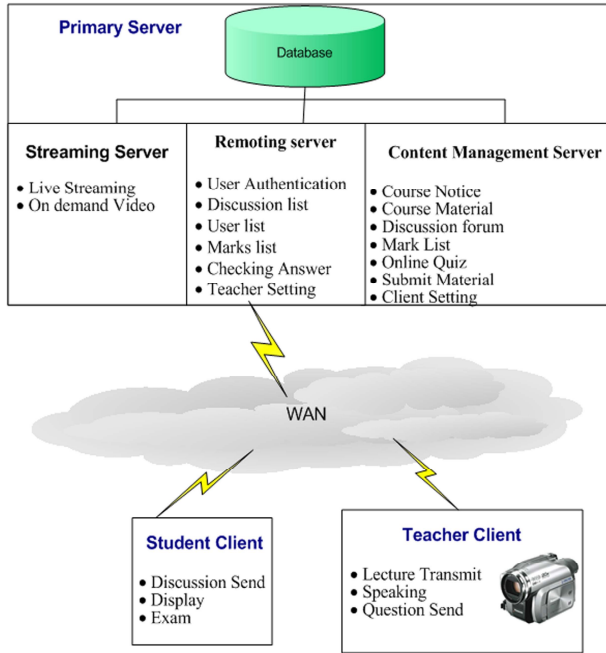 Primary Server
Database
Streaming Server
• Live Streaming
• On demand Video
Remoting server
• User Authentication
• Discussion list
• User list
• Marks list
• Checking Answer
• Teacher Setting
Content Management Server
• Course Notice
• Course Material
• Discussion forum
• Mark List
• Online Quiz
• Submit Material
• Client Setting
WAN
Student Client
• Discussion Send
• Display
• Exam
Teacher Client
• Lecture Transmit
• Speaking
• Question Send